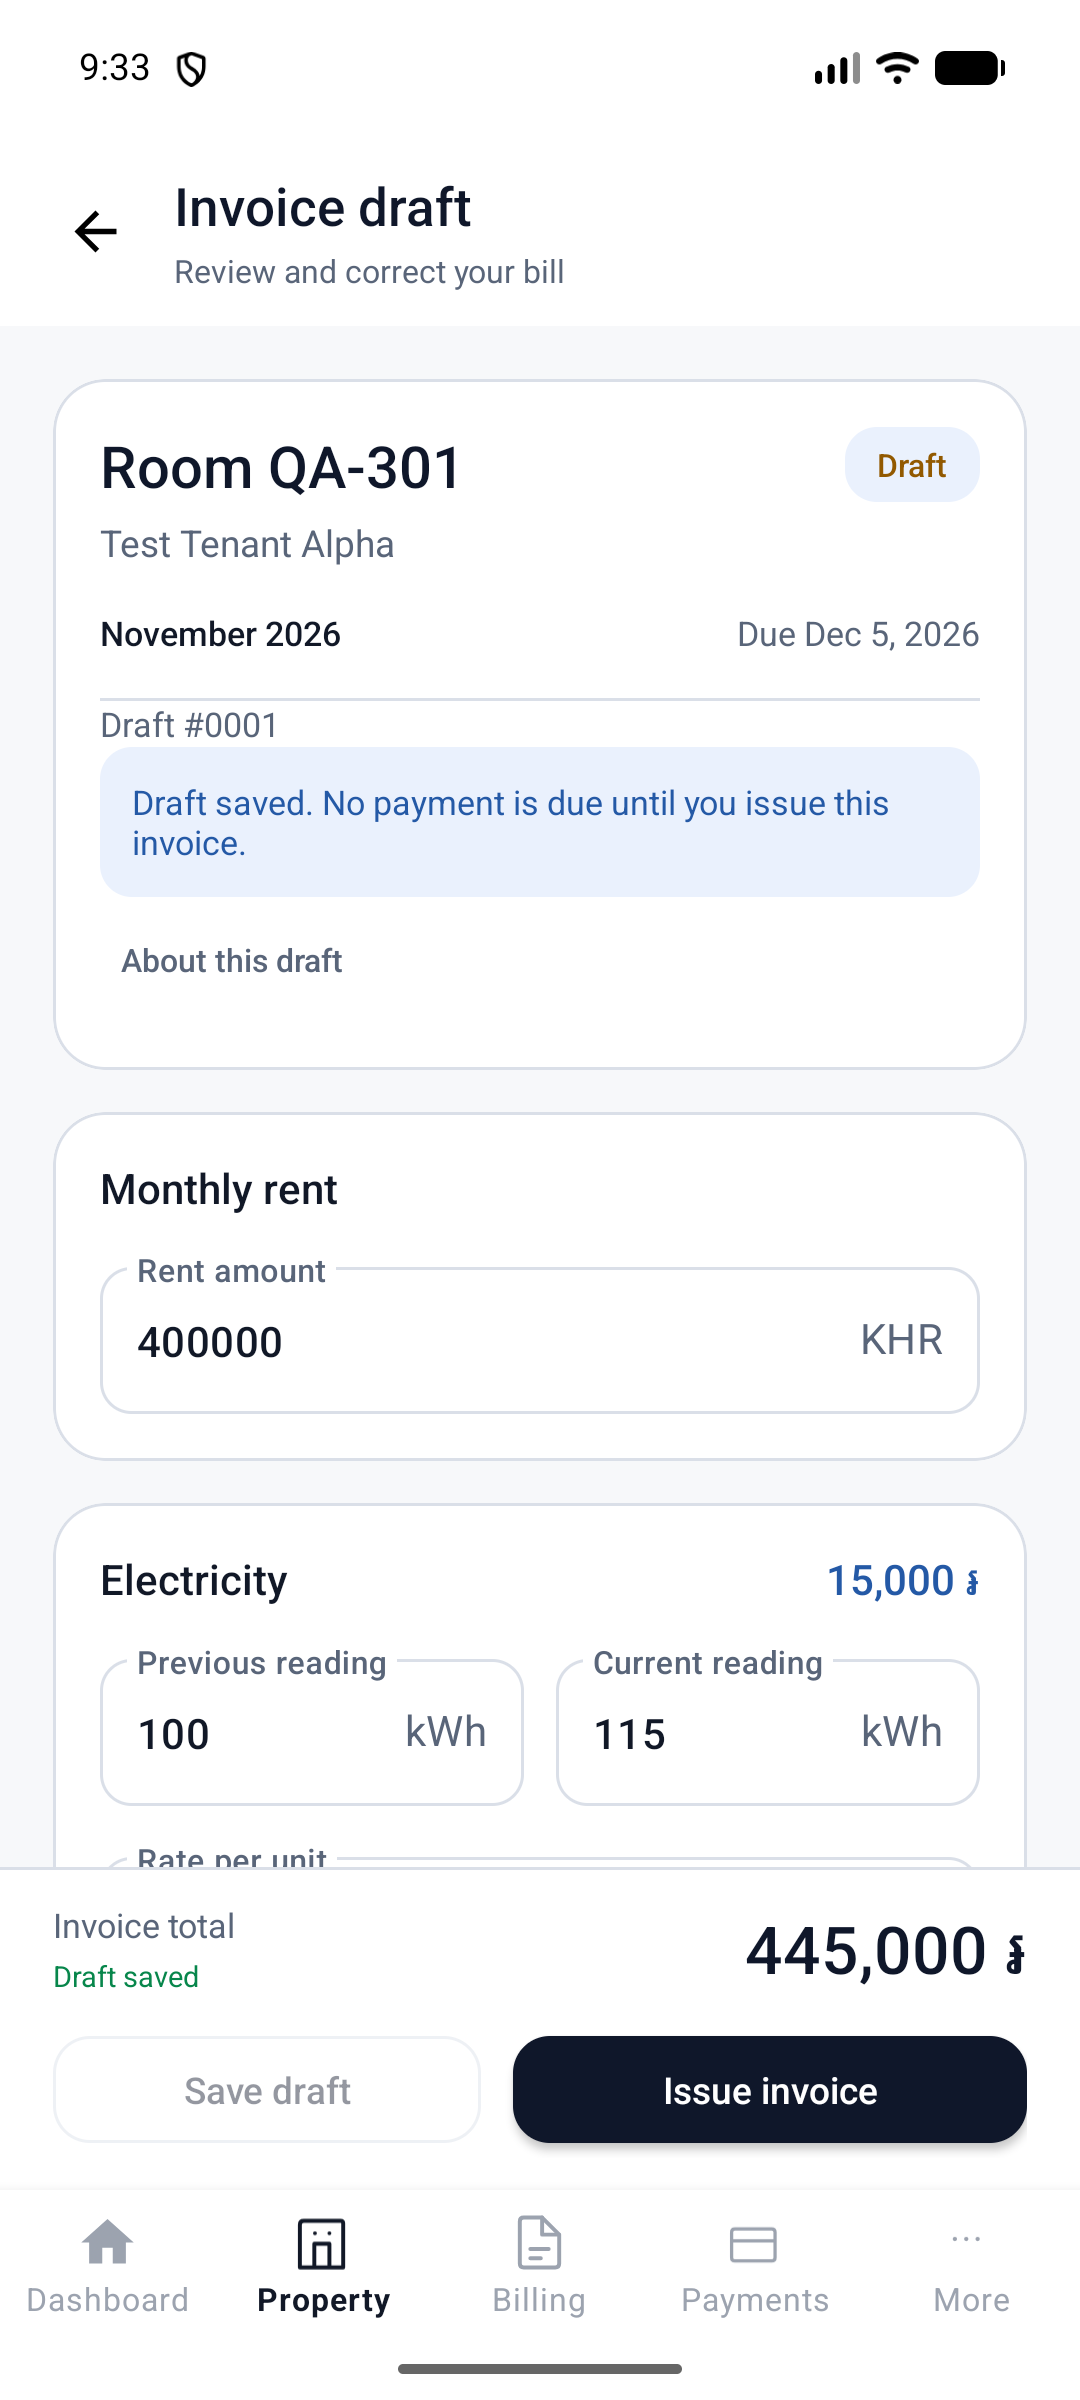 9:33
Invoice draft
Review and correct your bill
Room QA-301
Draft
Test Tenant Alpha
November 2026
Due Dec 5, 2026
Draft #0001
Draft saved. No payment is due until you issue this
invoice.
About this draft
Monthly rent
Rent amount
400000
KHR
Electricity
15,000 ៛
Previous reading
Current reading
100 kWh
115 kWh
Rate per unit
Invoice total
Draft saved
445,000 ៛
Save draft
Issue invoice
Dashboard
Property
Billing
Payments
More